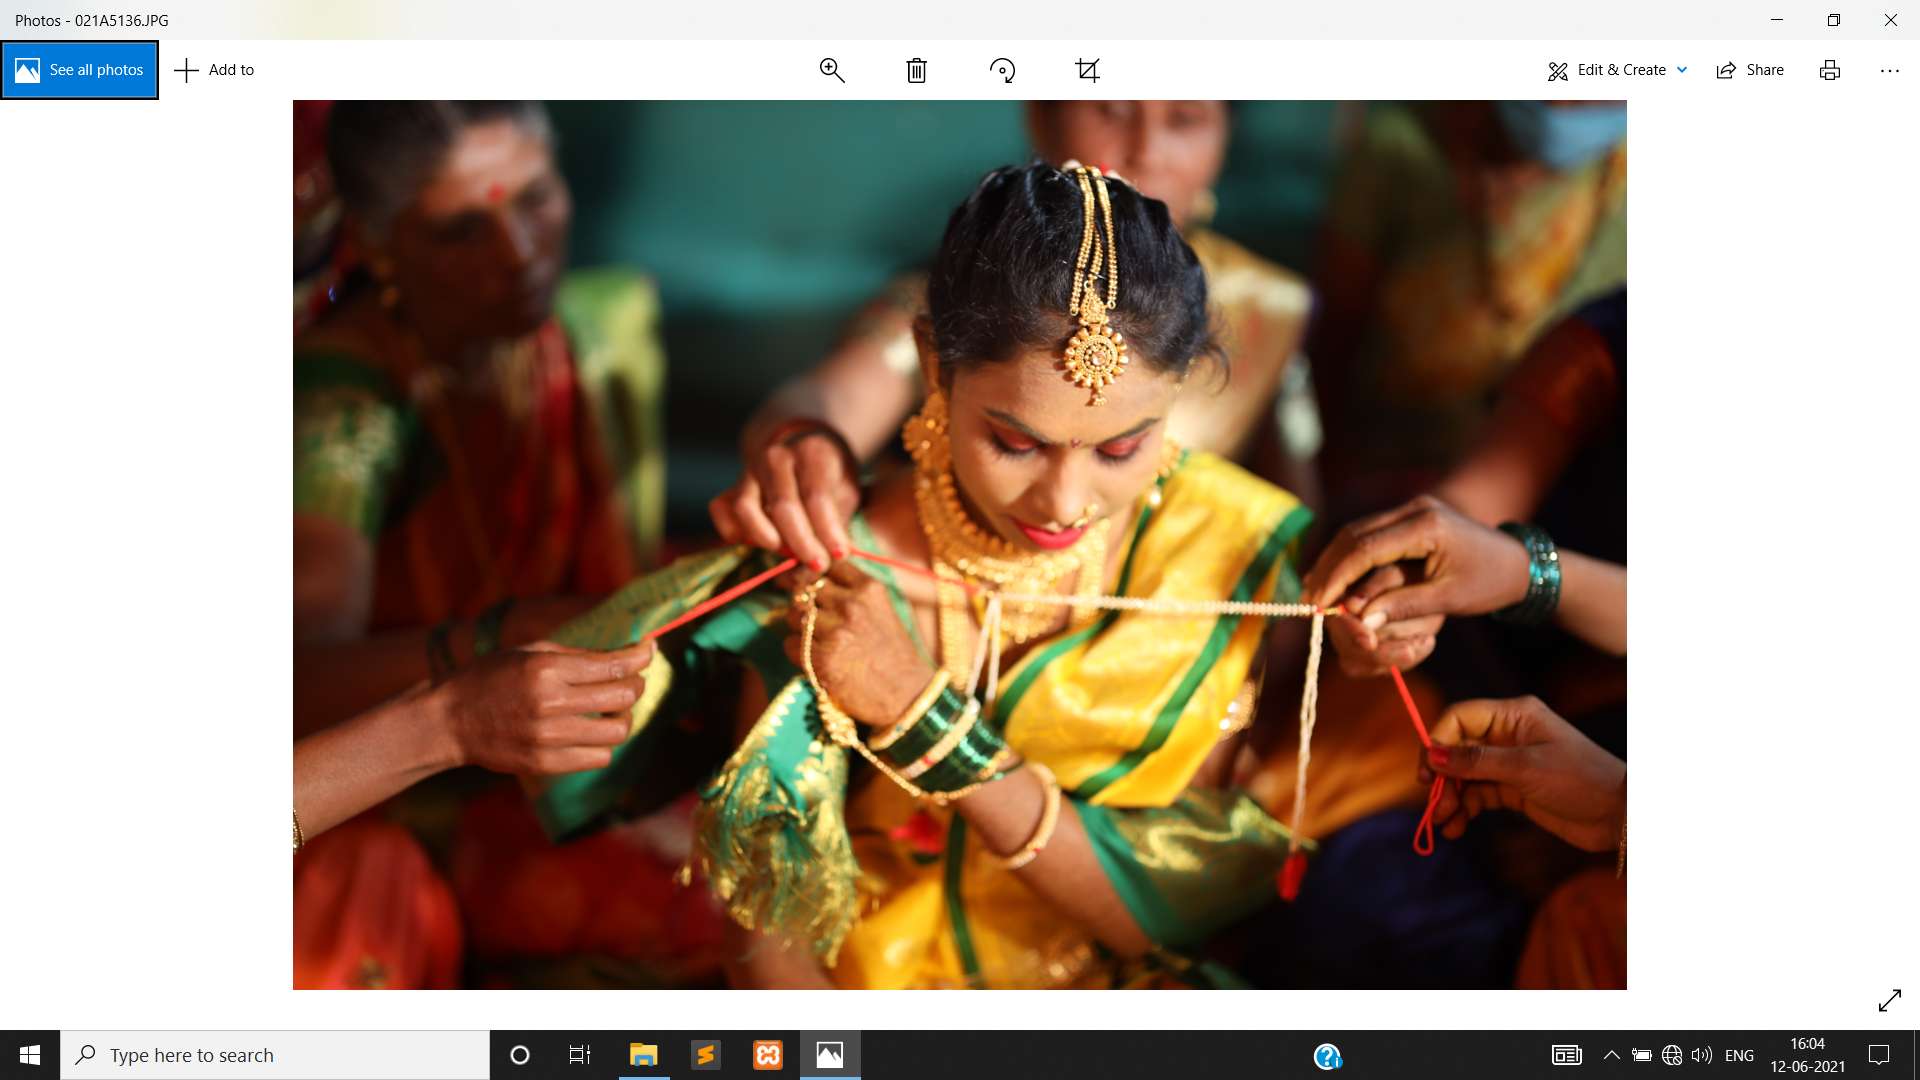 Photos - 021A5136.JPG
See all photos
Add to
Edit & Create
Share
Type here to search
ENG
16:04
12-06-2021